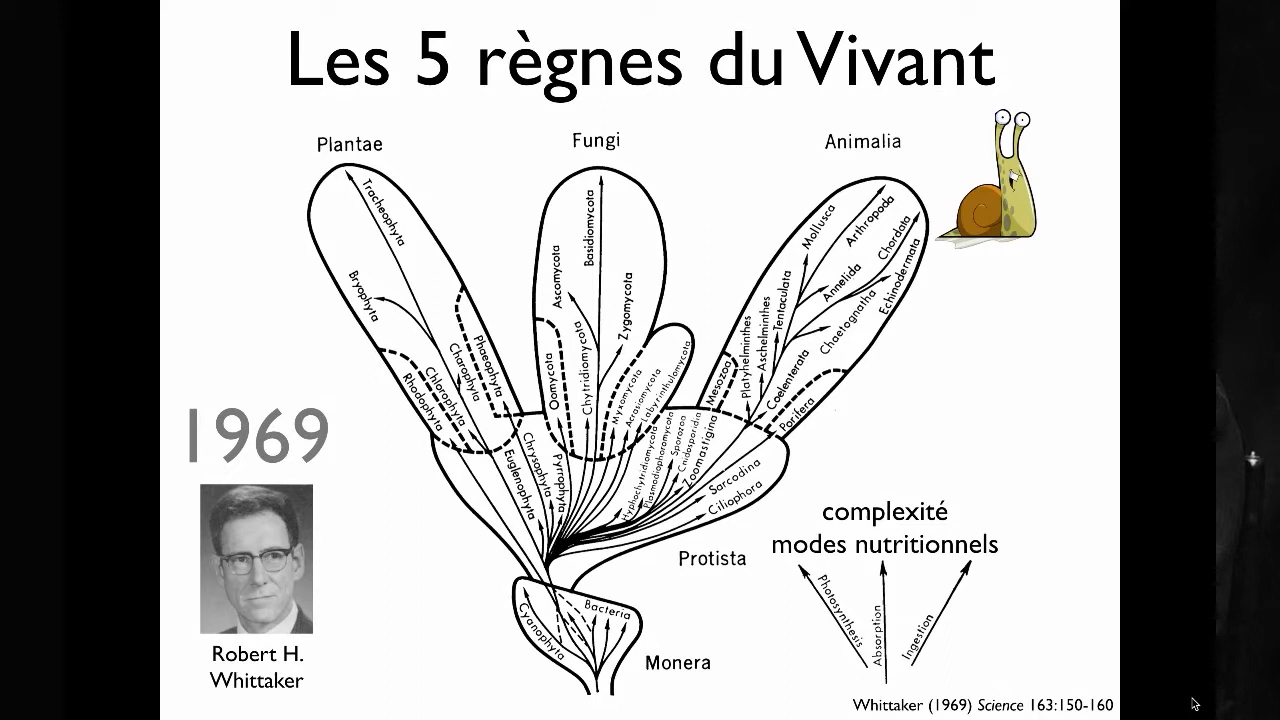 Les 5 règnes du Vivant
Plantae
Fungi
Animalia
Tracheophyta
Bryophyta
Rhodophyta
Chlorophyta
Charophyta
Phaeophyta
Ascomycota
Basidiomycota
Zygomycota
Oomycota
Chytridiomycota
Myxomycota
Acrasiomycota
Labyrinthulomycota
Mollusca
Arthropoda
Chordata
Annelida
Echinodermata
Tentaculata
Chaetognatha
Aschelminthes
Platyhelminthes
Mesozoa
Coelenterata
Porifera
1969
Euglenophyta
Chrysophyta
Pyrrophyta
Hyphochytridiomycota
Plasmodiophoromycota
Sporozoa
Cnidosporidia
Zoomastigina
Sarcodina
Ciliophora
Protista
complexité
modes nutritionnels
Photosynthesis
Absorption
Ingestion
Cyanophyta
Bacteria
Monera
Robert H.
Whittaker
Whittaker (1969) Science 163:150-160